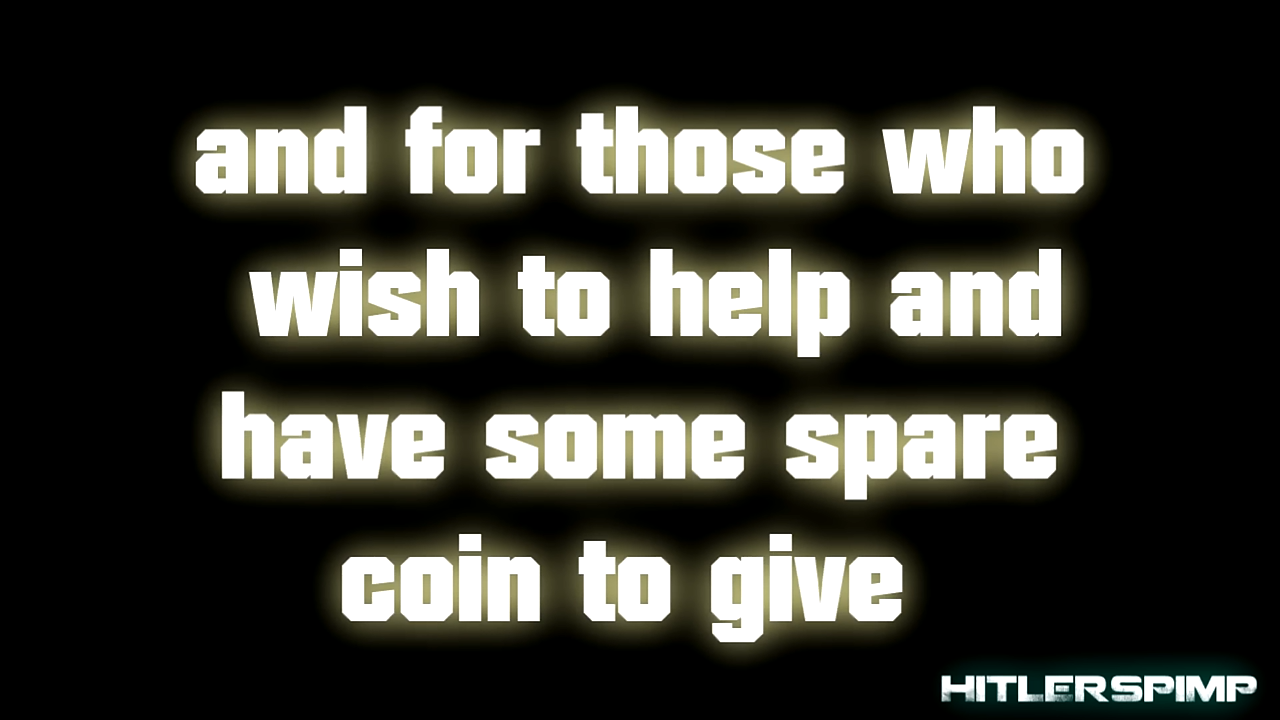 and for those who
wish to help and
have some spare
coin to give
HITLERSPIMP